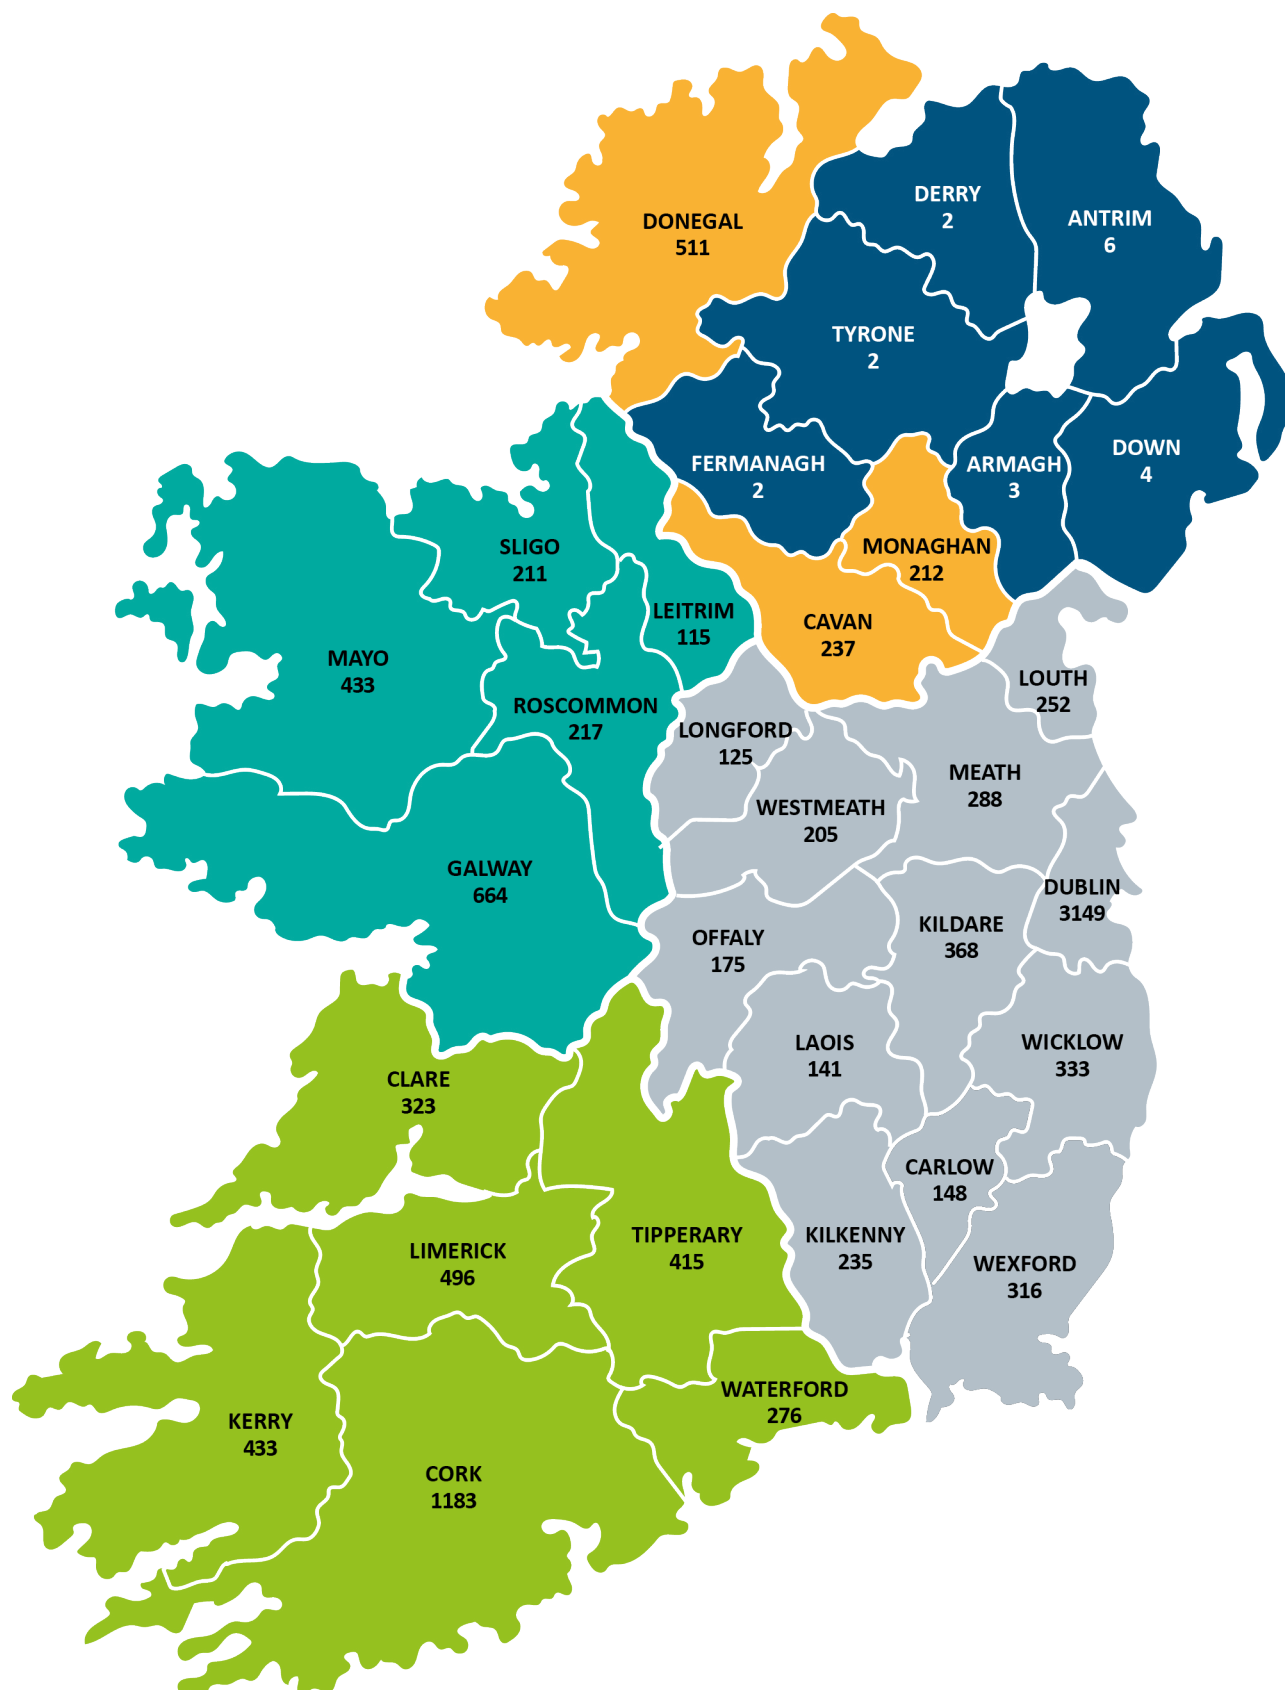 DERRY
2
ANTRIM
6
DONEGAL
511
TYRONE
2
FERMANAGH
2
ARMAGH
3
DOWN
4
MONAGHAN
212
SLIGO
211
LEITRIM
115
CAVAN
237
MAYO
433
LOUTH
252
ROSCOMMON
217
LONGFORD
125
MEATH
288
WESTMEATH
205
GALWAY
664
DUBLIN
3149
OFFALY
175
KILDARE
368
LAOIS
141
WICKLOW
333
CLARE
323
CARLOW
148
LIMERICK
496
TIPPERARY
415
KILKENNY
235
WEXFORD
316
WATERFORD
276
KERRY
433
CORK
1183